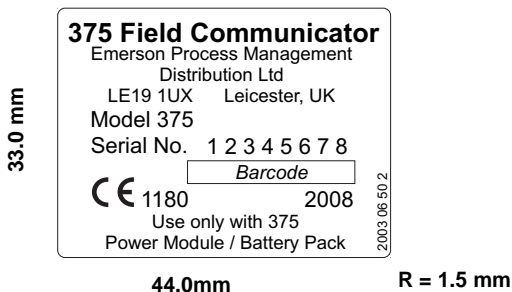 375 Field Communicator
Emerson Process Management
Distribution Ltd
LE19 1UX Leicester, UK
Model 375
Serial No. 1 2 3 4 5 6 7 8
Barcode
CE 1180 2008
Use only with 375
Power Module / Battery Pack
2003 06 50 2
33.0 mm
44.0mm
R = 1.5 mm